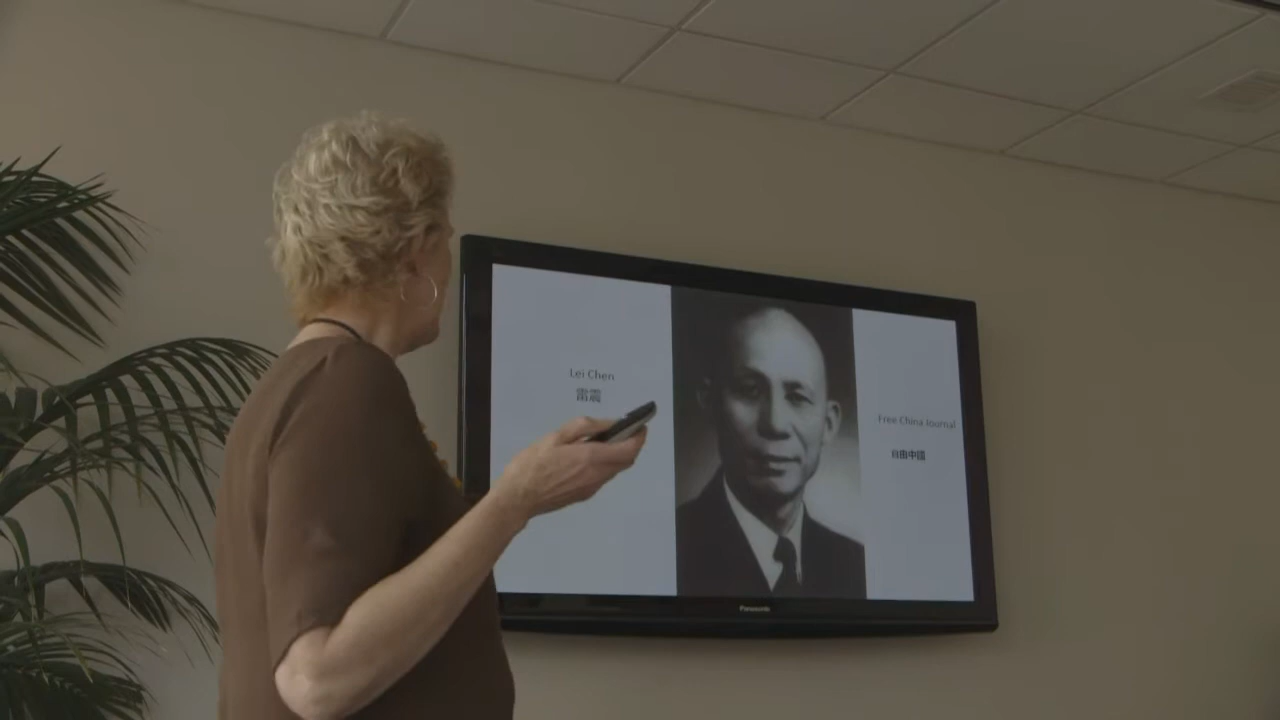 Lei Chen
雷震
Free China Journal
自由中國
Panasonic